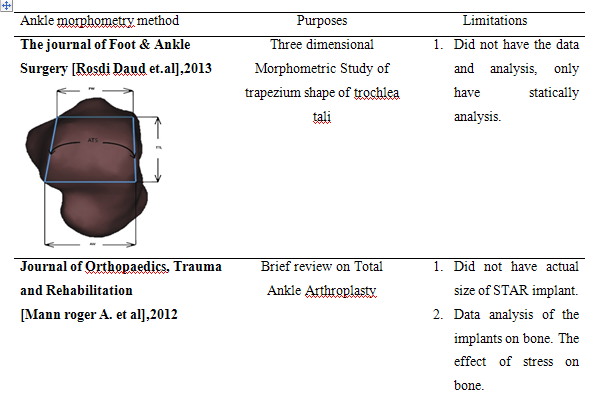 Ankle morphometry method Purposes Limitations
The journal of Foot & Ankle Three dimensional 1. Did not have the data
Surgery [Rosdi Daud et.al],2013 Morphometric Study of and analysis, only
trapezium shape of trochlea have statically
tali analysis.
Journal of Orthopaedics, Trauma Brief review on Total 1. Did not have actual
and Rehabilitation Ankle Arthroplasty size of STAR implant.
[Mann roger A. et al],2012 2. Data analysis of the
implants on bone. The
effect of stress on
bone.